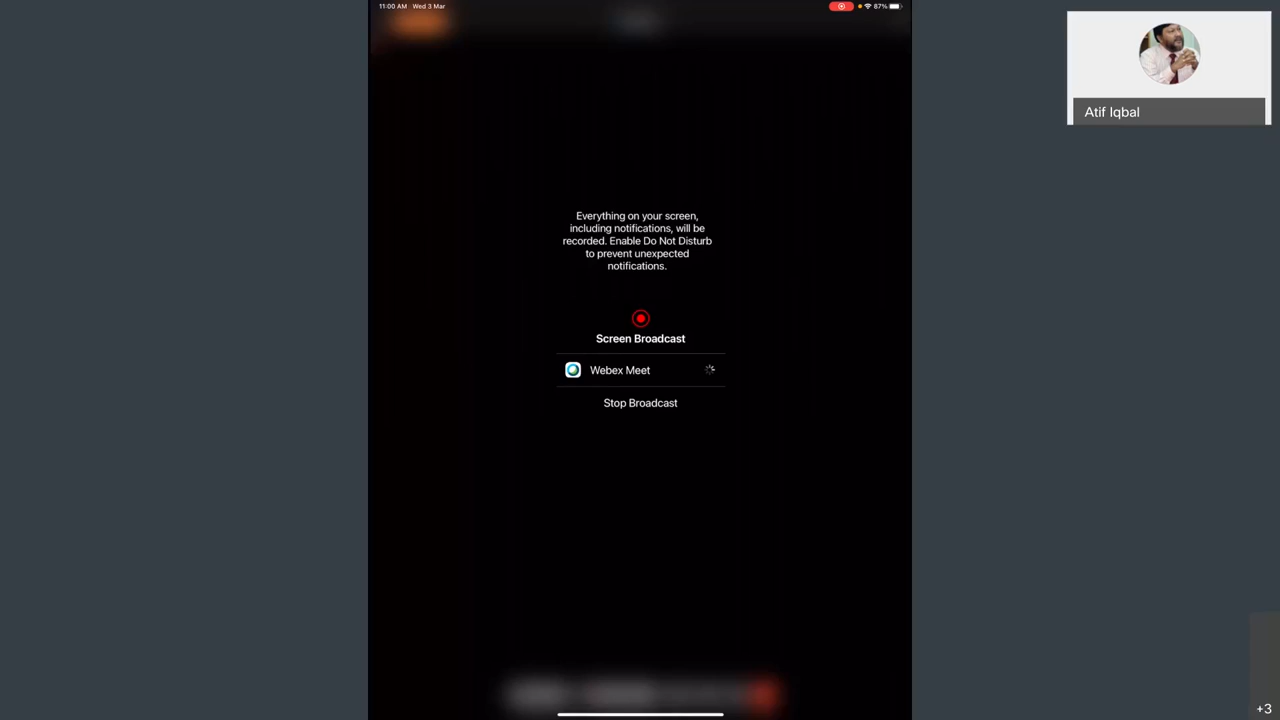 11:00 AM Wed 3 Mar
87%
Atif Iqbal
Everything on your screen,
including notifications, will be
recorded. Enable Do Not Disturb
to prevent unexpected
notifications.
Screen Broadcast
Webex Meet
Stop Broadcast
+3